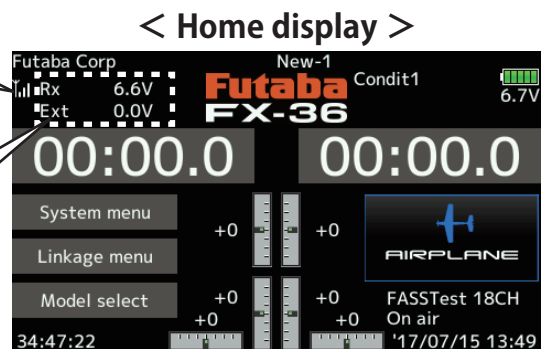 < Home display >
Futaba Corp New-1
Rx 6.6V Futaba Condit1
Ext 0.0V FX-36 6.7V
00:00.0 00:00.0
System menu
+0 +0
Linkage menu AIRPLANE
Model select +0 +0 FASSTest 18CH
+0 +0 On air
34:47:22 '17/07/15 13:49